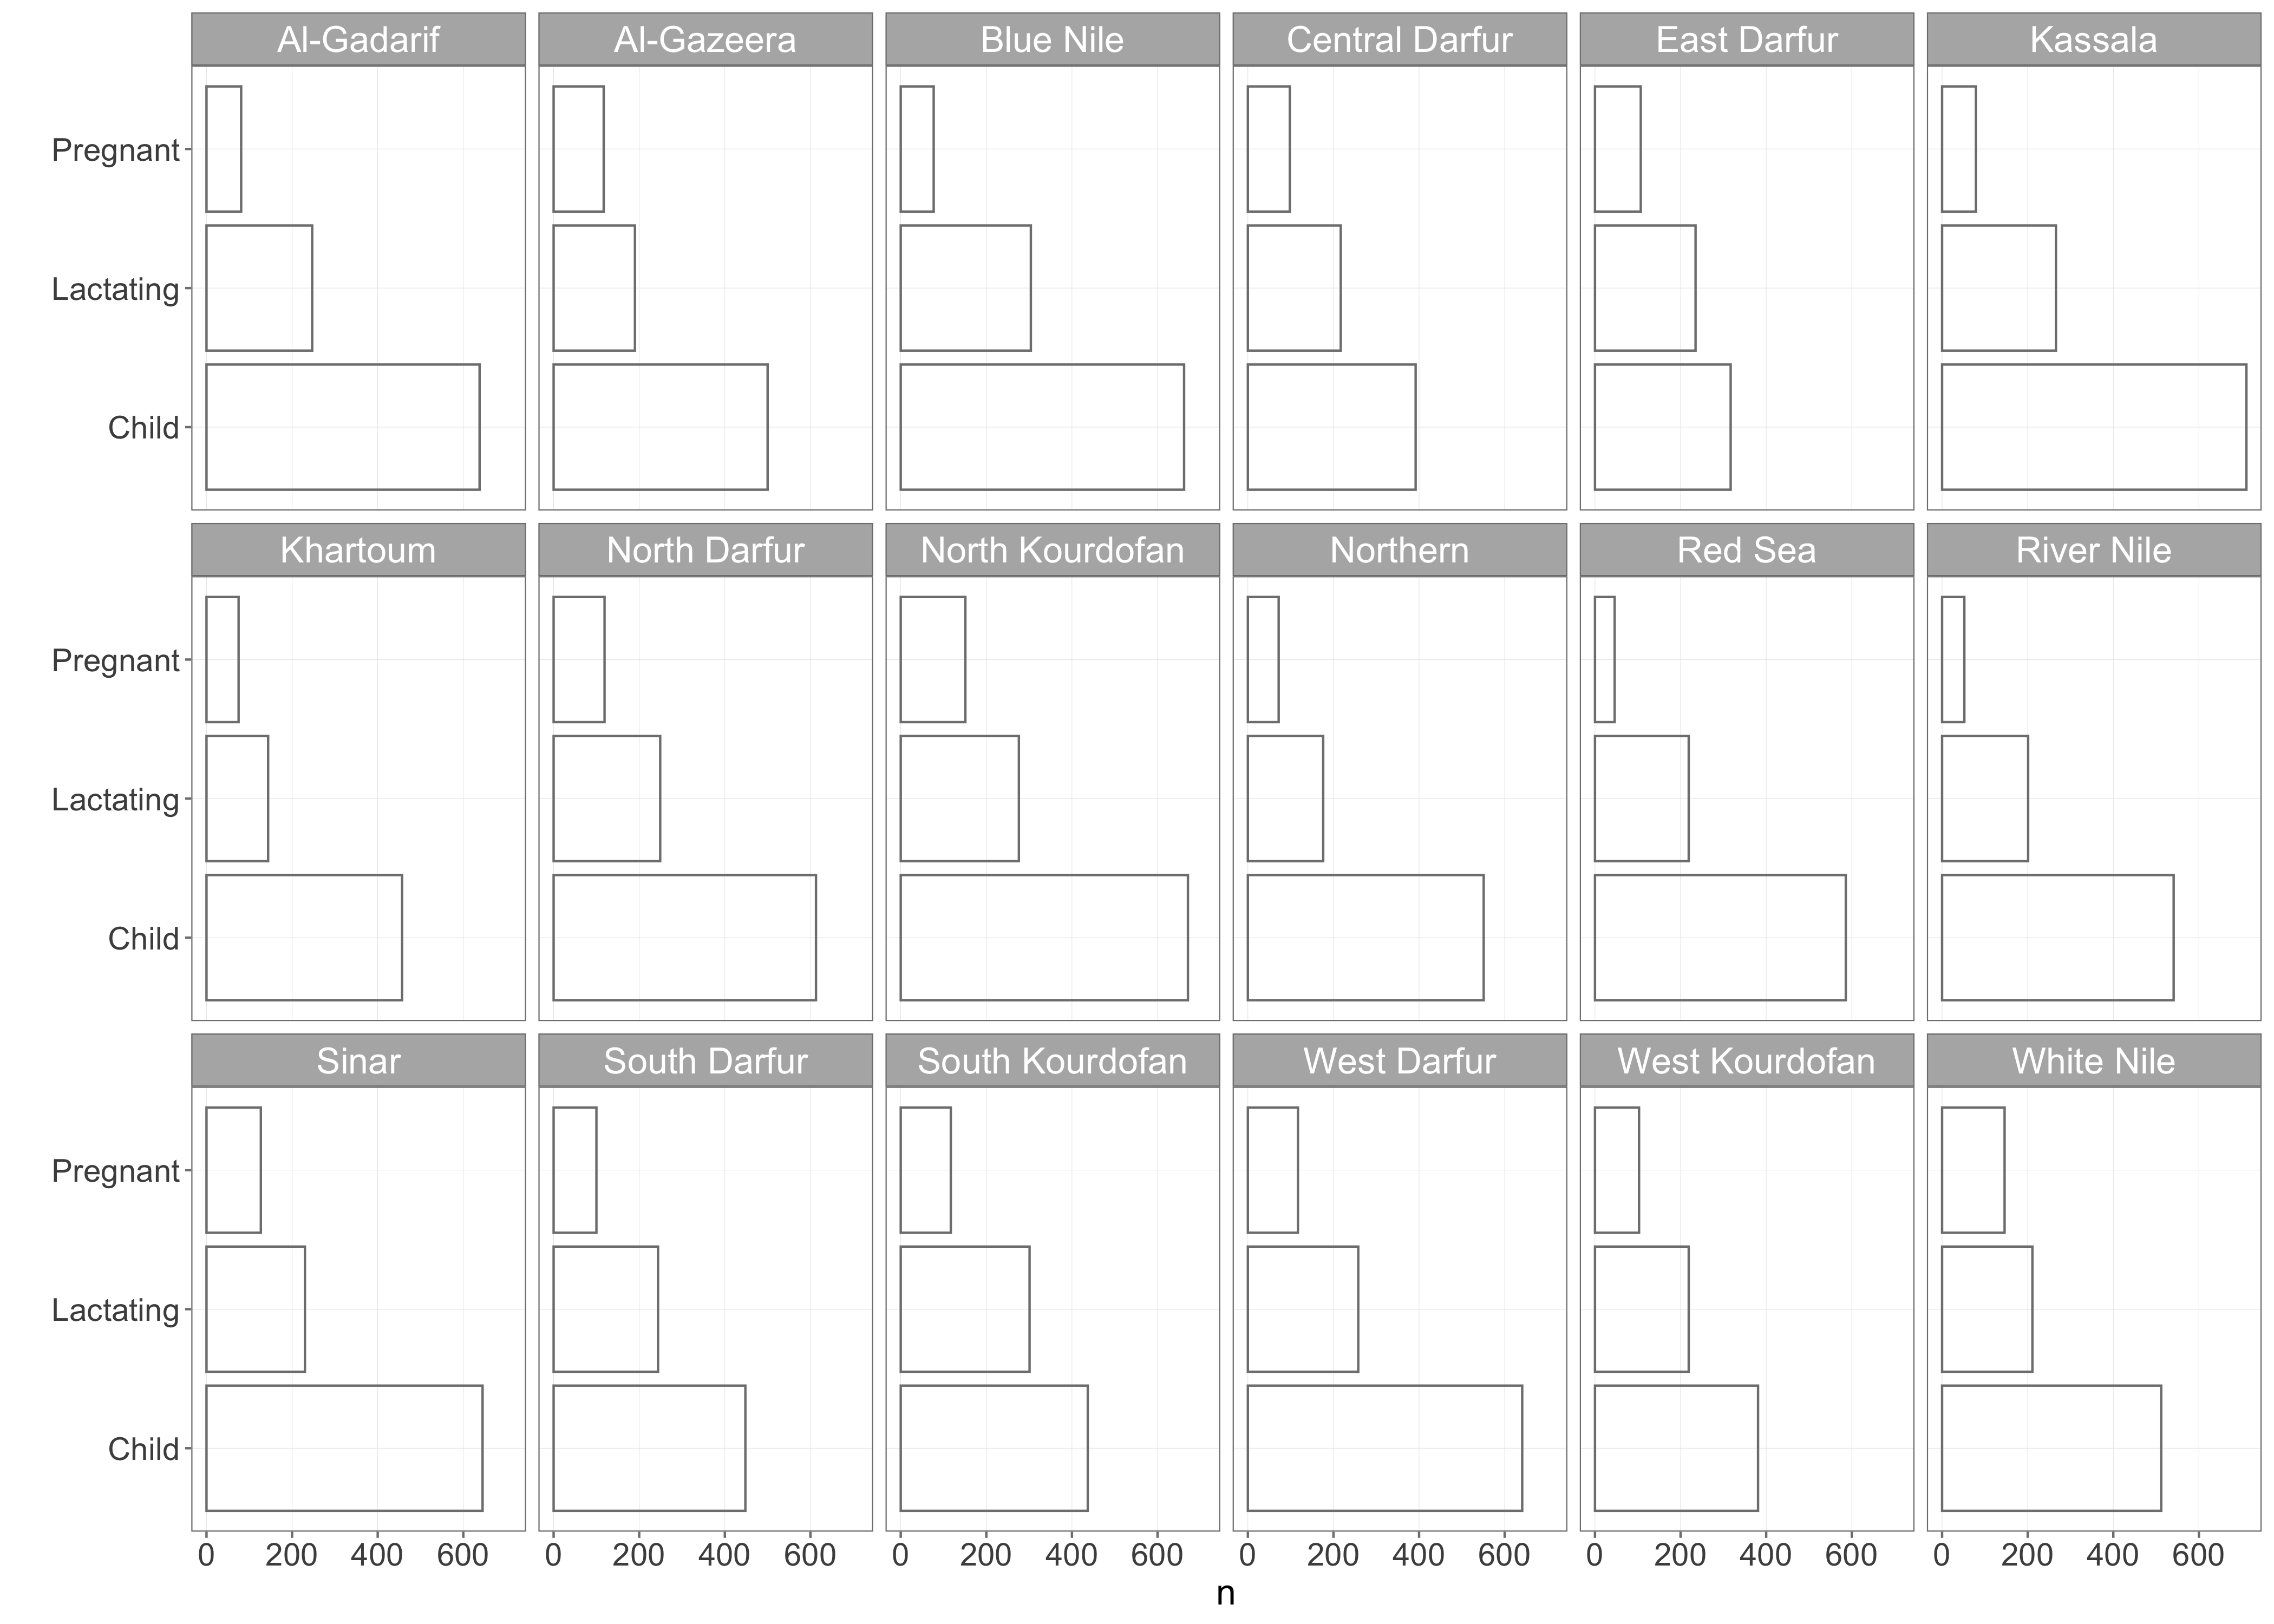 Al-Gadarif Al-Gazeera Blue Nile Central Darfur East Darfur Kassala
Pregnant
Lactating
Child
Khartoum North Darfur North Kourdofan Northern Red Sea River Nile
Pregnant
Lactating
Child
Sinar South Darfur South Kourdofan West Darfur West Kourdofan White Nile
Pregnant
Lactating
Child
0 200 400 600 0 200 400 600 0 200 400 600 0 200 400 600 0 200 400 600 0 200 400 600
n